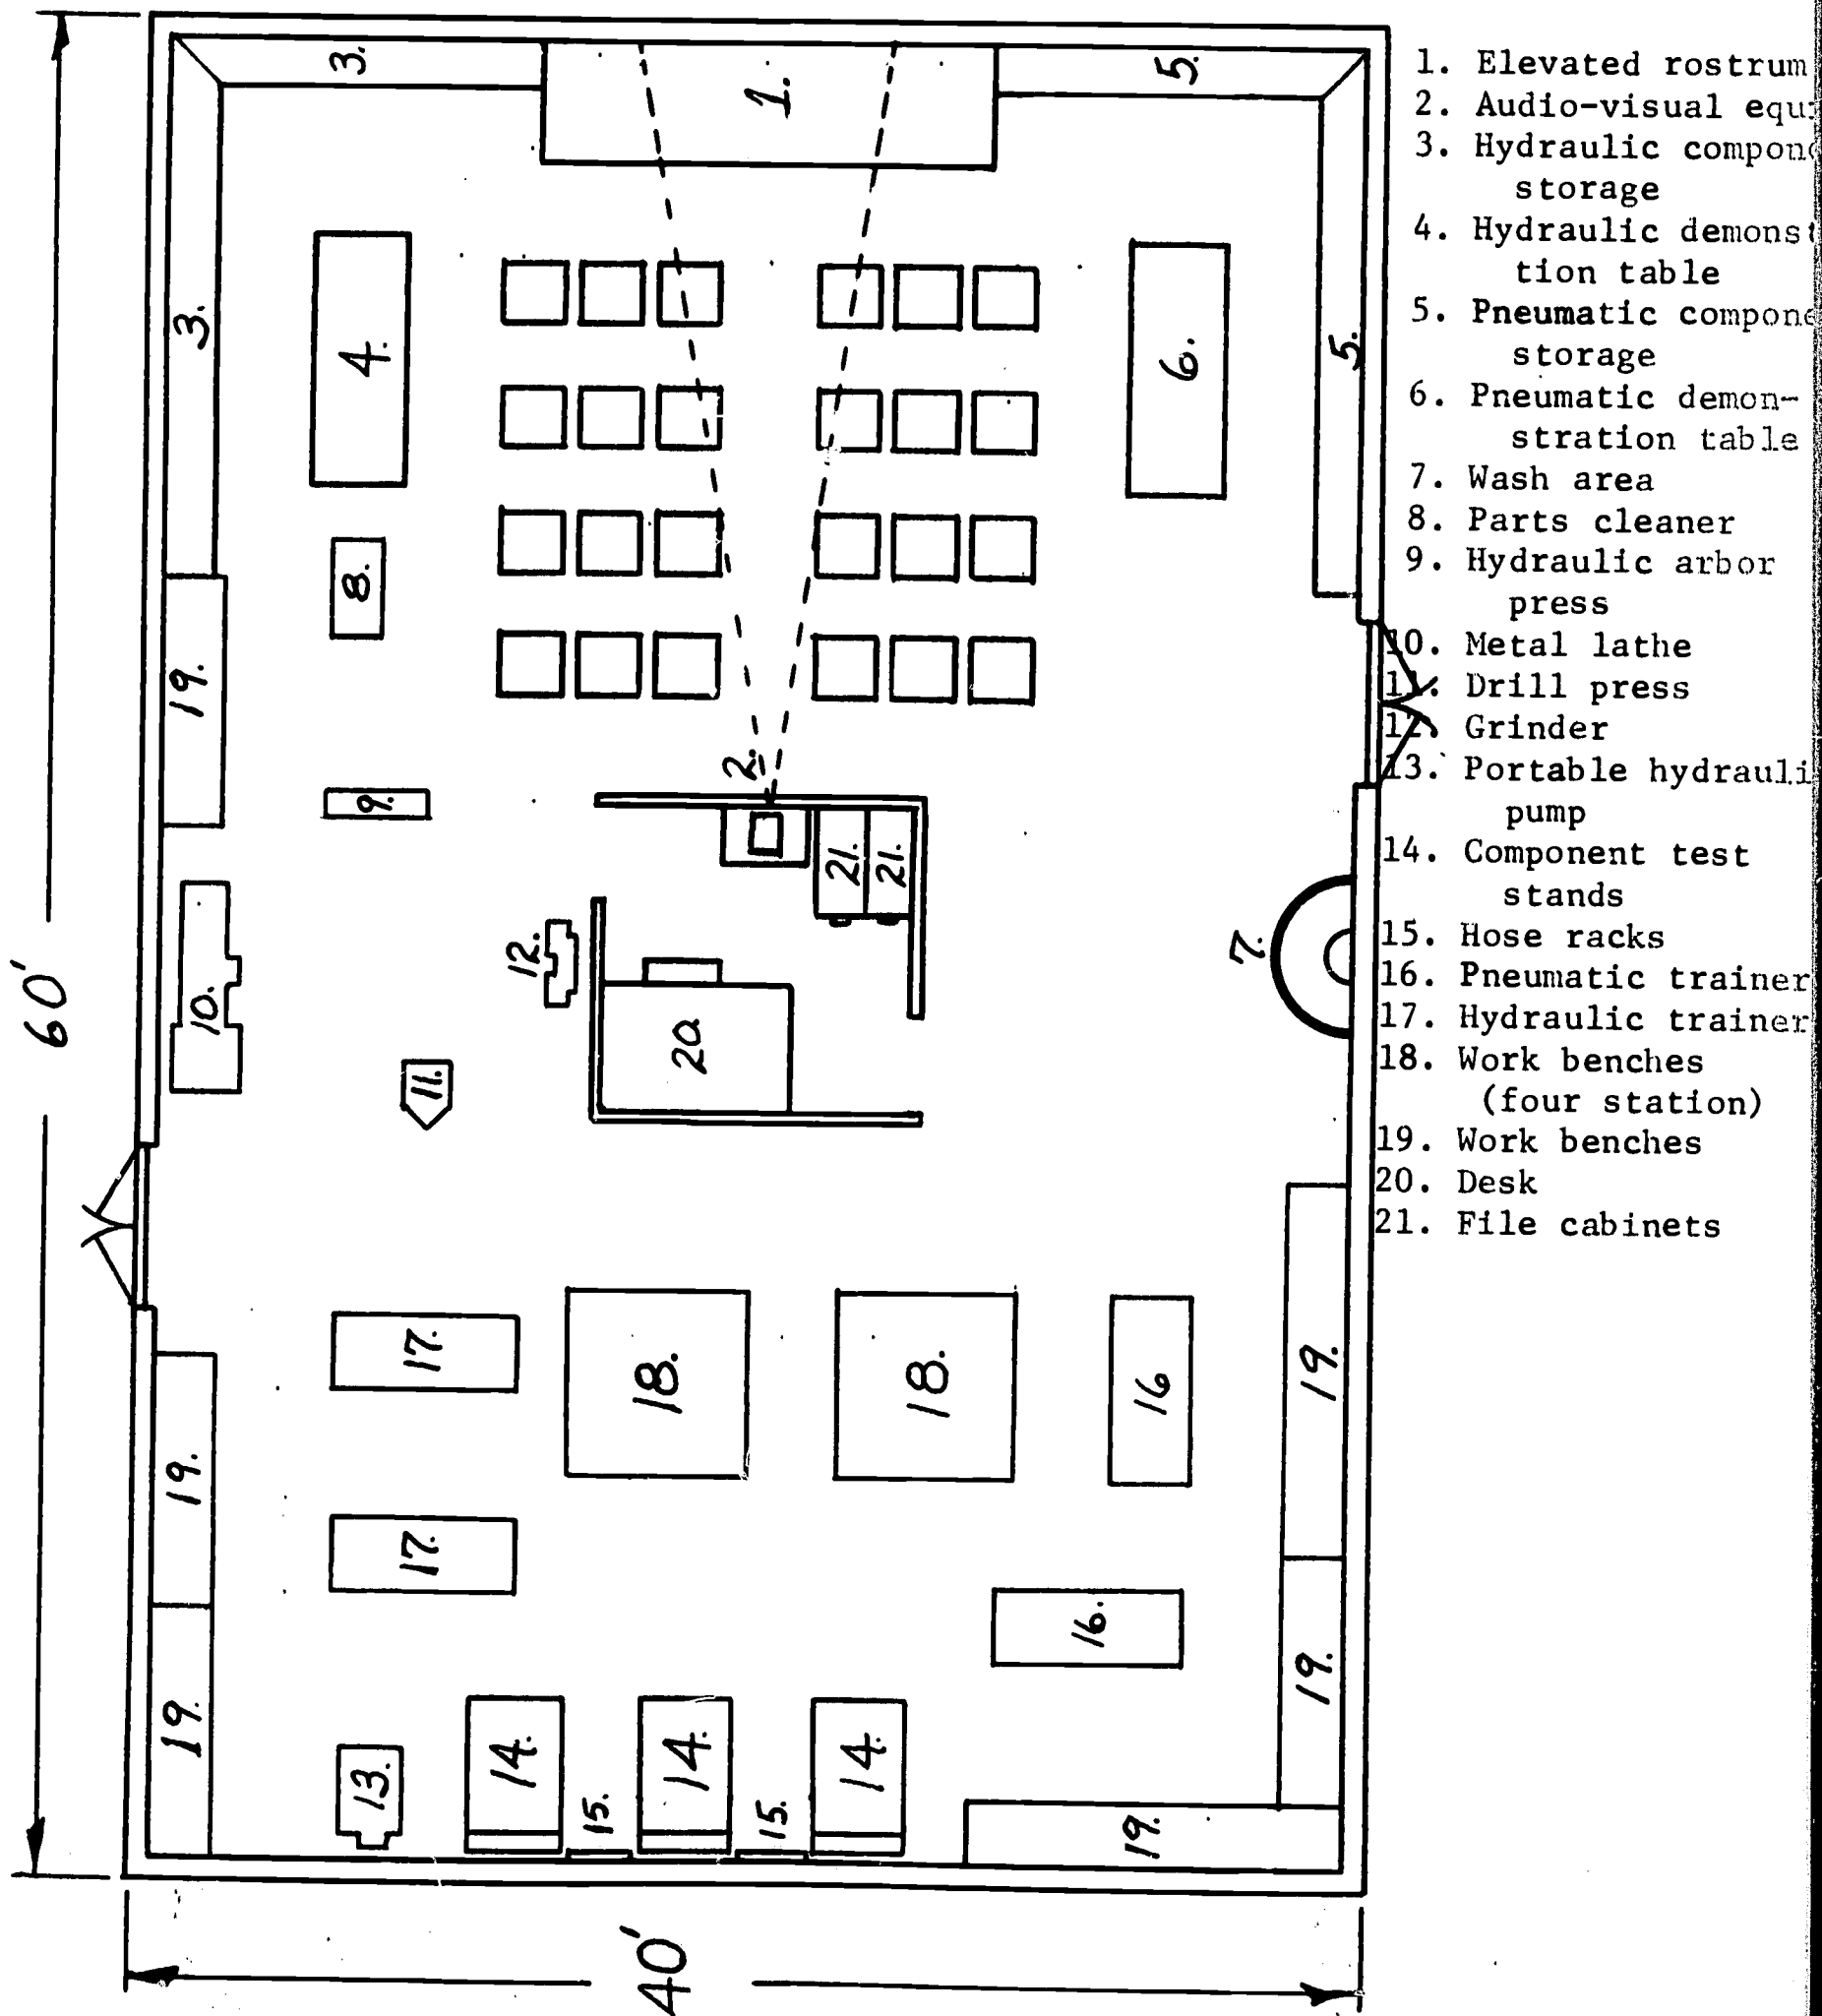 1. Elevated rostrum
2. Audio-visual
3. Hydraulic
storage
4. Hydraulic
tion table
5. Pneumatic
storage
6. Pneumatic demon-
stration table
7. Wash area
8. Parts cleaner
9. Hydraulic arbor
press
10. Metal lathe
11. Drill press
12. Grinder
13. Portable
pump
14. Component test
stands
15. Hose racks
16. Pneumatic trainer
17. Hydraulic trainer
18. Work benches
(four station)
19. Work benches
20. Desk
21. File cabinets
3.
1.
5.
3.
4.
6.
5.
8.
19.
2.
9.
21.
21.
12.
7.
10.
20
11.
17.
18.
18.
16
19.
19.
17.
16.
19.
19.
13.
14.
15.
14.
15.
14.
19.
60'
40'